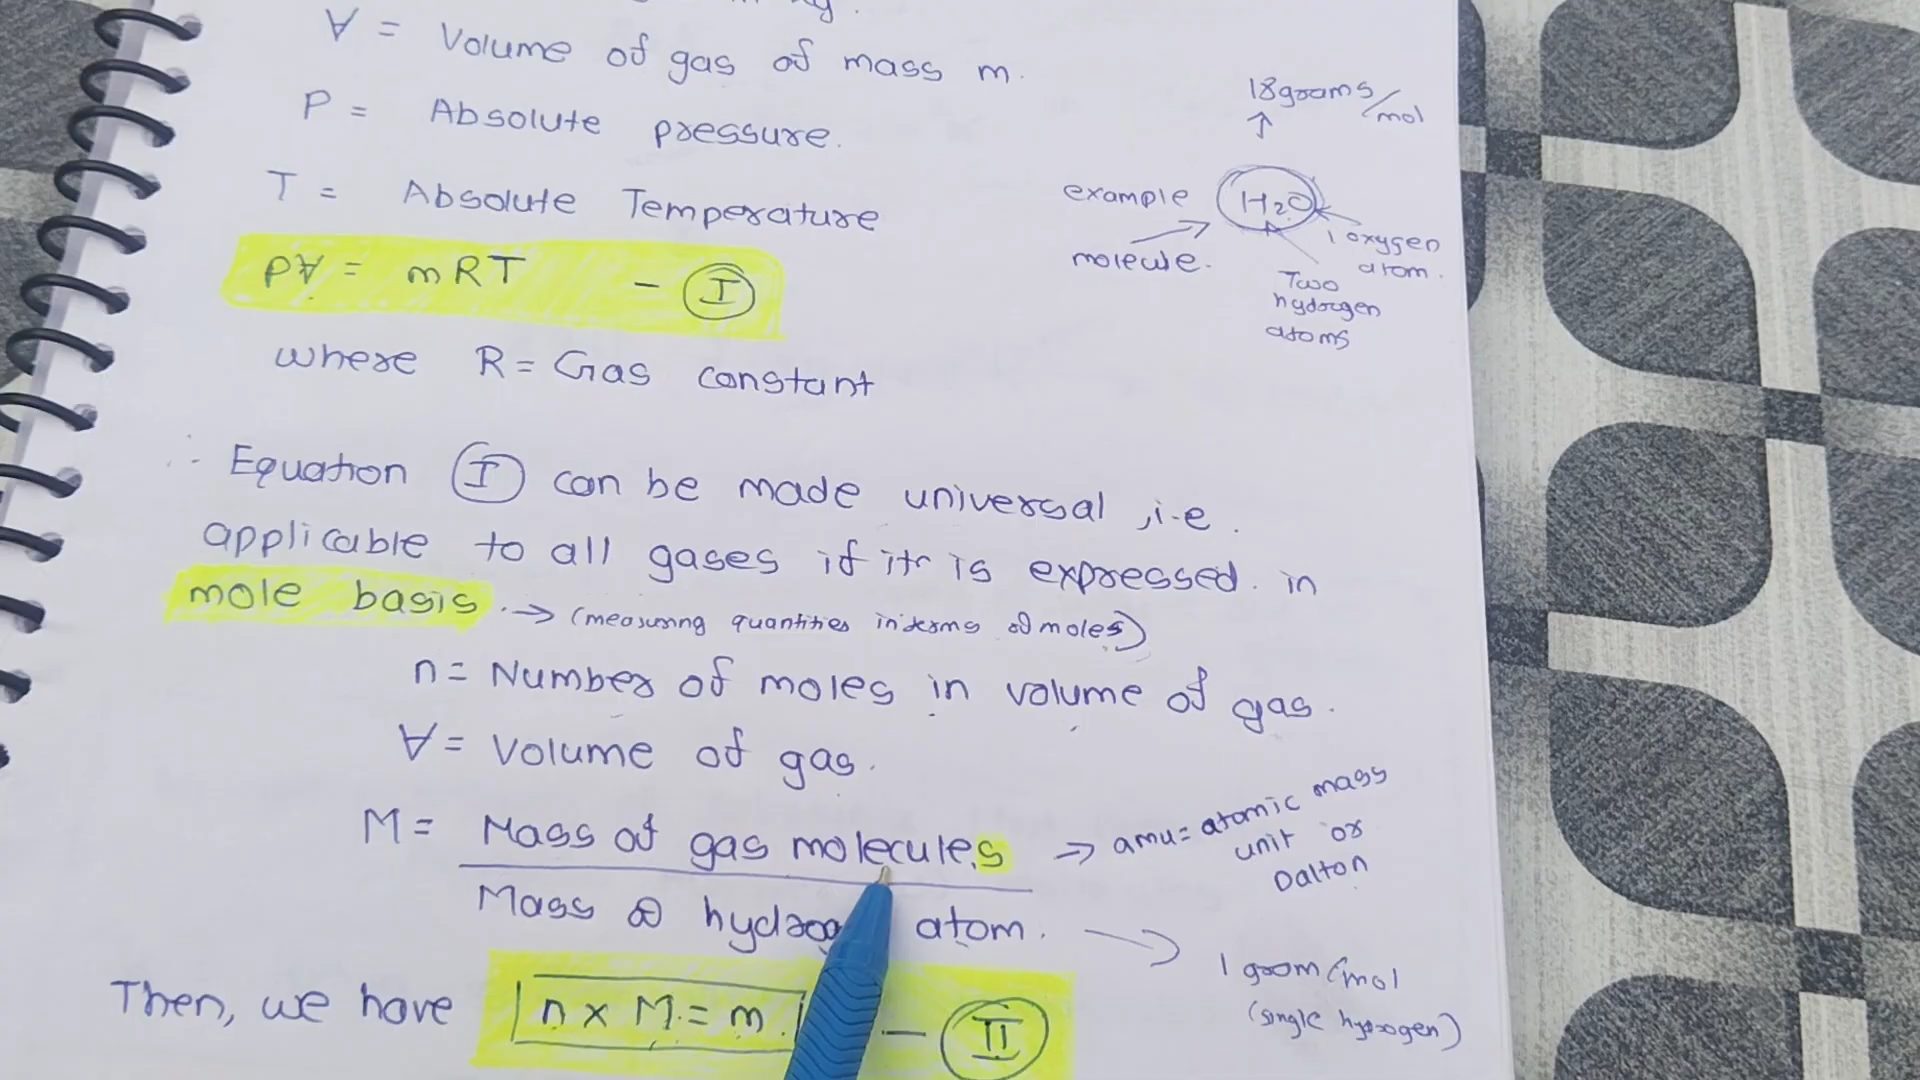 ∀ = Volume of gas of mass m.
P = Absolute pressure.
T = Absolute Temperature
P∀ = mRT - I
where R = Gas constant
18 grams/mol
↑
example H2O
molecule.
1 oxygen
atom.
Two
hydrogen
atoms
Equation I can be made universal, i.e.
applicable to all gases if it is expressed in
mole basis. → (measuring quantities in terms of moles)
n = Number of moles in volume of gas.
∀ = Volume of gas.
M = Mass of gas molecules
Mass of atom.
→ amu = atomic mass
unit or
Dalton
→ 1 gram/mol
(single hydrogen)
Then, we have n x M = m - II